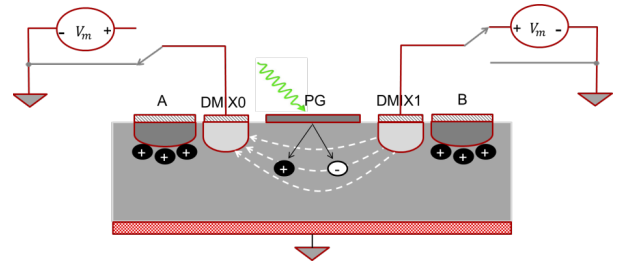 - Vm +
+ Vm -
A DMIX0 PG DMIX1 B
+ -
+ + + + + +